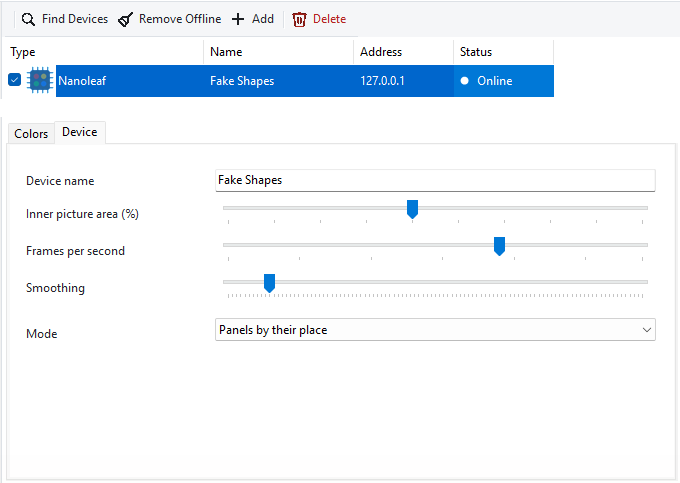 Find Devices Remove Offline Add Delete
Type Name Address Status
Nanoleaf Fake Shapes 127.0.0.1 Online
Colors Device
Device name Fake Shapes
Inner picture area (%)
Frames per second
Smoothing
Mode Panels by their place